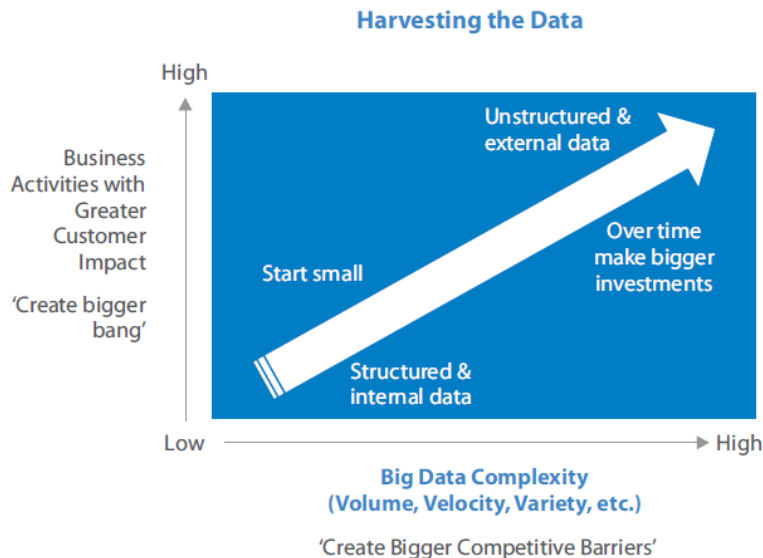 Harvesting the Data
High
Business
Activities with
Greater
Customer
Impact
'Create bigger
bang'
Unstructured &
external data
Over time
make bigger
investments
Start small
Structured &
internal data
Low
High
Big Data Complexity
(Volume, Velocity, Variety, etc.)
'Create Bigger Competitive Barriers'